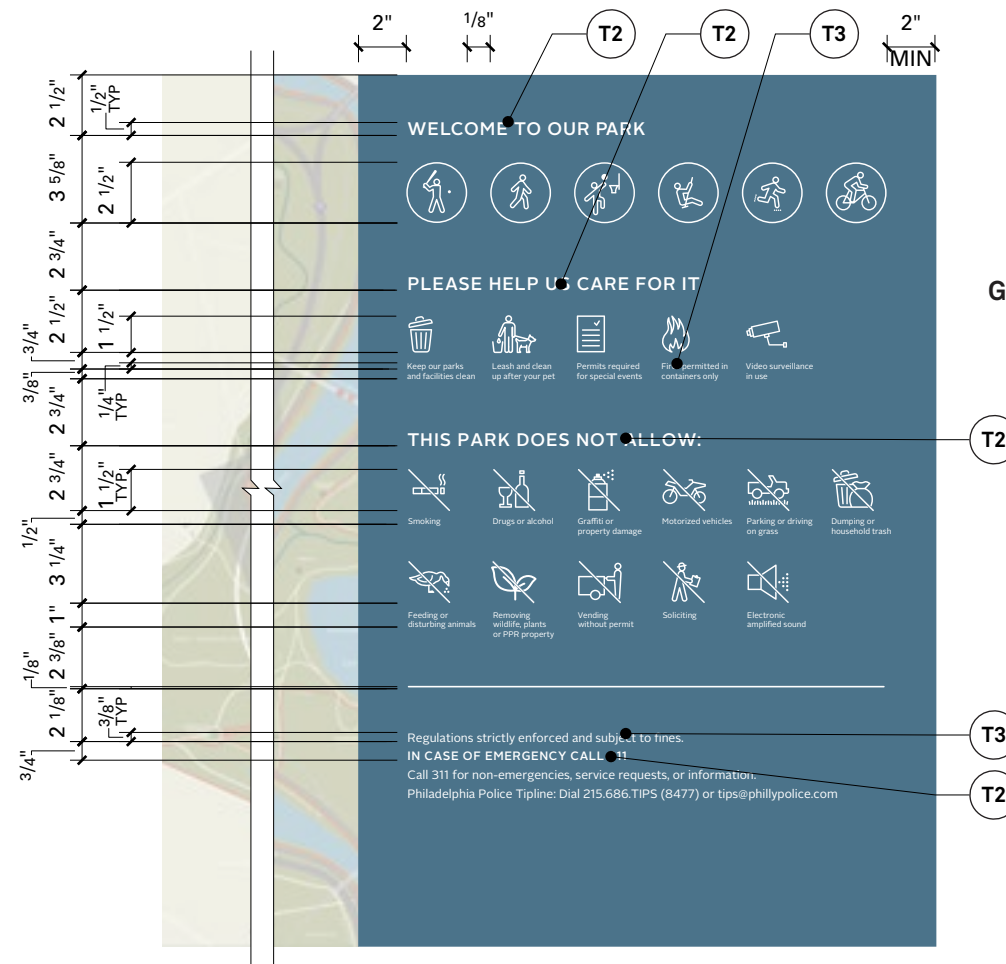 2"
1/8"
T2
T2
T3
2"
MIN
2 1/2"
1/2"
TYP
3 5/8"
2 1/2"
2 3/4"
2 1/2"
1 1/2"
3/4"
3/8"
1/4"
TYP
2 3/4"
2 3/4"
1 1/2"
TYP
1/2"
3 1/4"
1"
2 3/8"
1/8"
2 1/8"
3/8"
TYP
3/4"
WELCOME TO OUR PARK
PLEASE HELP US CARE FOR IT
G
Keep our parks
and facilities clean
Leash and clean
up after your pet
Permits required
for special events
permitted in
containers only
Video surveillance
in use
THIS PARK DOES NOT ALLOW:
T2
Smoking
Drugs or alcohol
Graffiti or
property damage
Motorized vehicles
Parking or driving
on grass
Dumping or
household trash
Feeding or
disturbing animals
Removing
wildlife, plants
or PPR property
Vending
without permit
Soliciting
Electronic
amplified sound
Regulations strictly enforced and subject to fines.
T3
IN CASE OF EMERGENCY CALL
Call 311 for non-emergencies, service requests, or information.
Philadelphia Police Tipline: Dial 215.686.TIPS (8477) or tips@phillypolice.com
T2